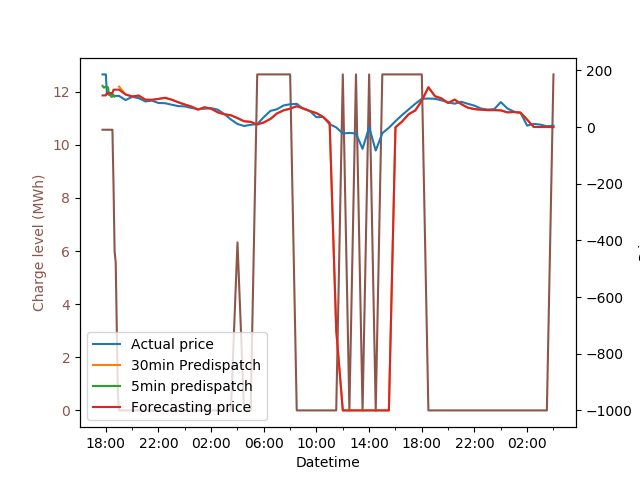 12
10
8
6
4
2
0
Charge level (MWh)
200
0
−200
−400
−600
−800
−1000
Actual price
30min Predispatch
5min predispatch
Forecasting price
18:00 22:00 02:00 06:00 10:00 14:00 18:00 22:00 02:00
Datetime